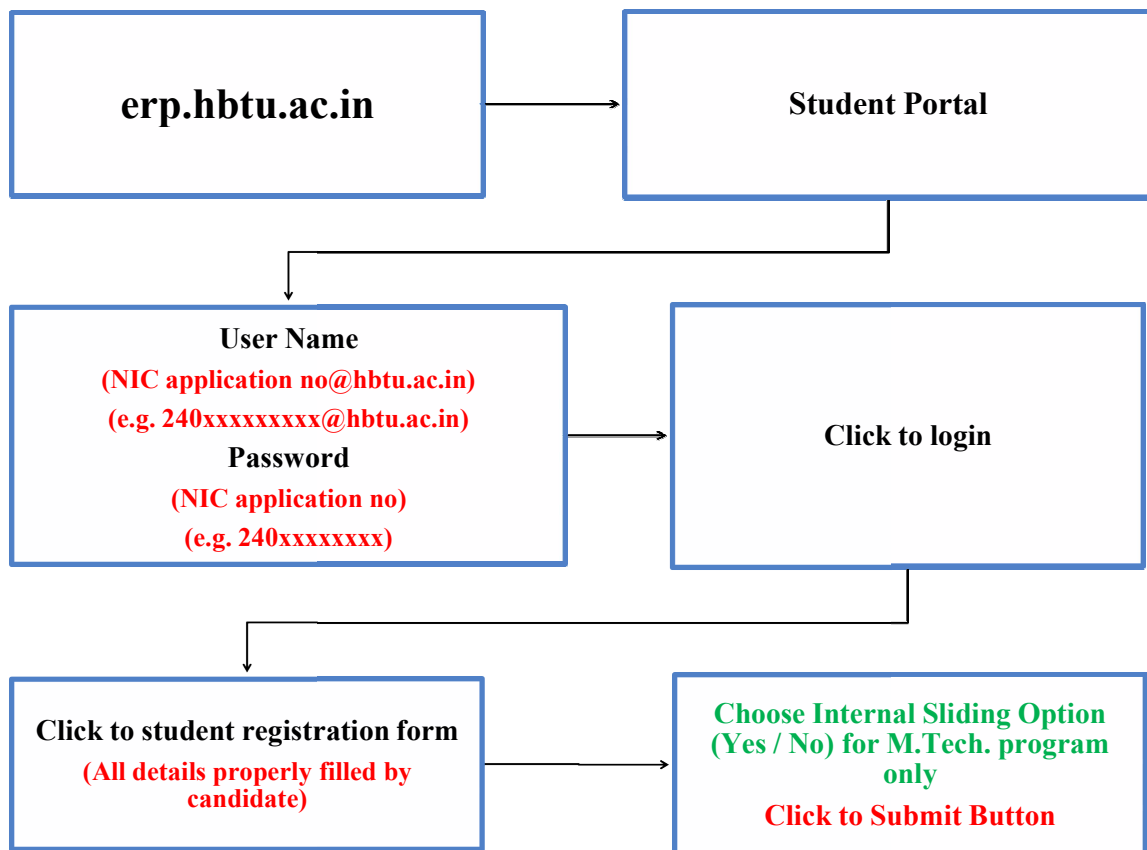 erp.hbtu.ac.in
Student Portal
User Name
(NIC application no@hbtu.ac.in)
(e.g. 240xxxxxxxxx@hbtu.ac.in)
Password
(NIC application no)
(e.g. 240xxxxxxxx)
Click to login
Click to student registration form
(All details properly filled by
candidate)
Choose Internal Sliding Option
(Yes / No) for M.Tech. program
only
Click to Submit Button